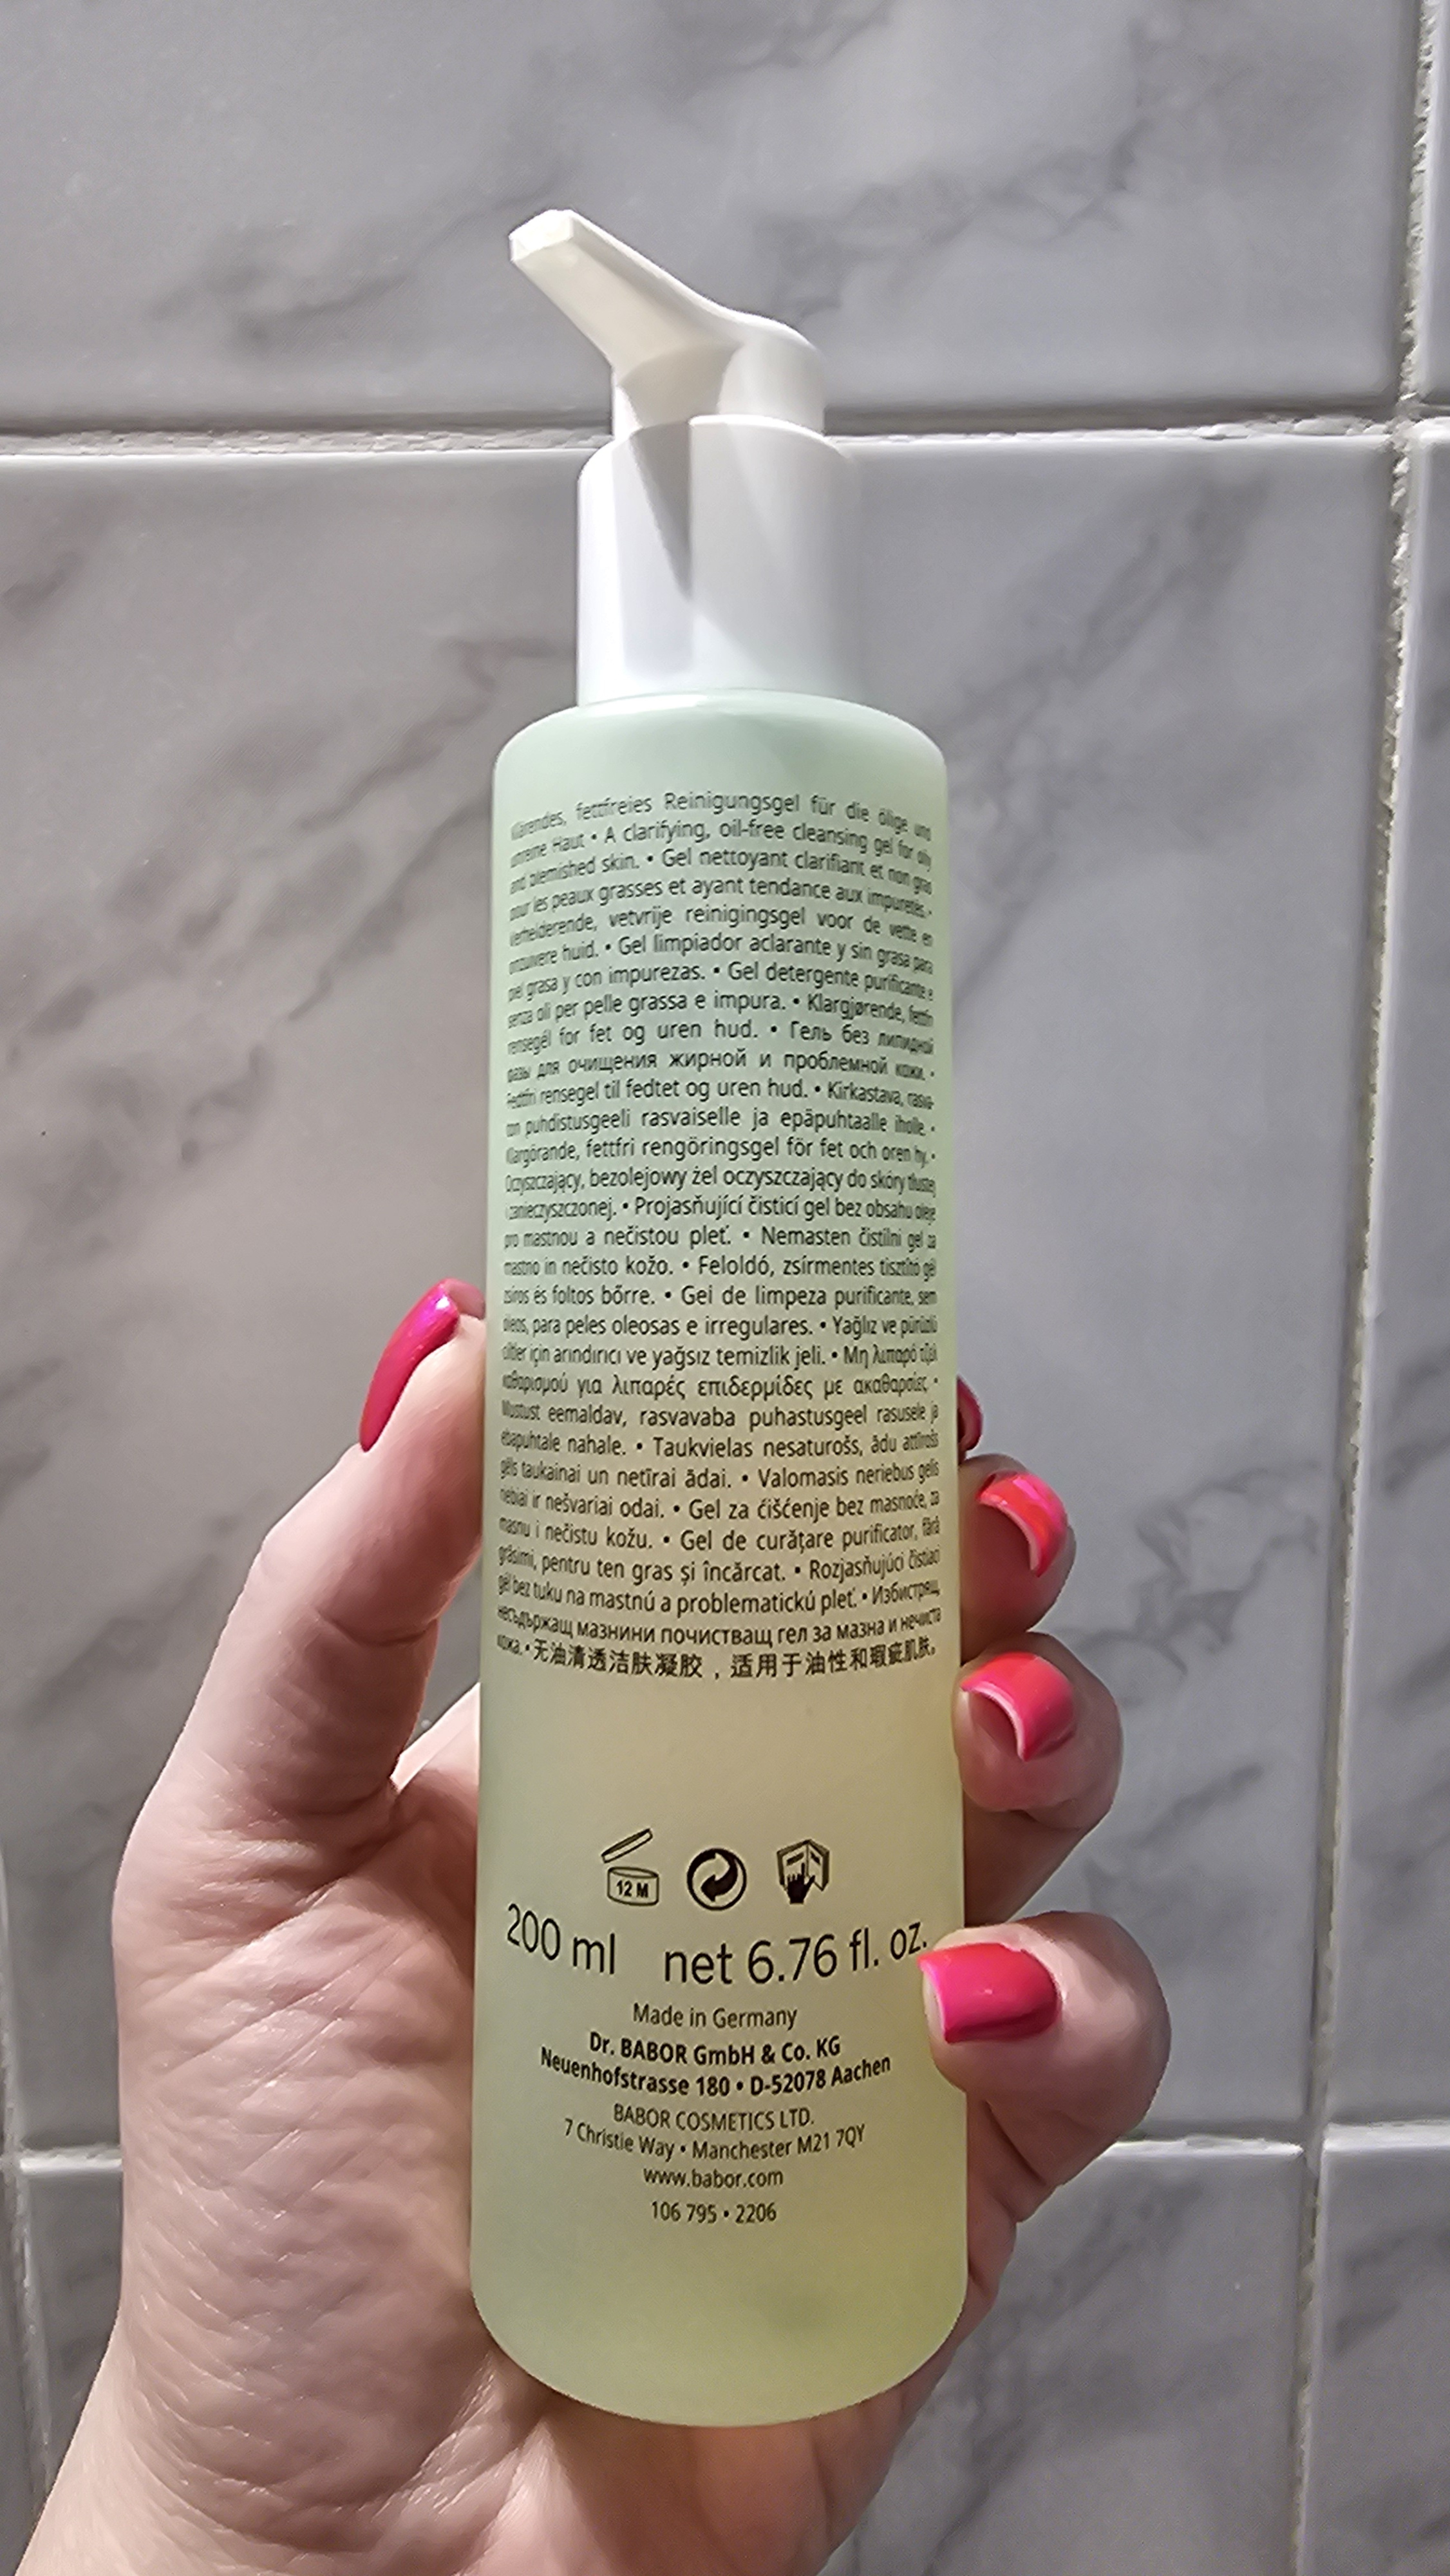 Klärendes, fettfreies Reinigungsgel für die ölige und
unreine Haut • A clarifying, oil-free cleansing gel for oily
and blemished skin. • Gel nettoyant clarifiant et non gras
pour les peaux grasses et ayant tendance aux impuretés. •
Verhelderende, vetvrije reinigingsgel voor de vette en
onzuivere huid. • Gel limpiador aclarante y sin grasa para
piel grasa y con impurezas. • Gel detergente purificante e
senza oli per pelle grassa e impura. • Klargjørende, fettfri
rensegél for fet og uren hud. • Гель без липидной
фазы для очищения жирной и проблемной кожи. •
Fedtfri rensegel til fedtet og uren hud. • Kirkastava, rasva-
ton puhdistusgeeli rasvaiselle ja epäpuhtaalle iholle. •
Klargörande, fettfri rengöringsgel för fet och oren hy. •
Oczyszczający, bezolejowy żel oczyszczający do skóry tłustej
i zanieczyszczonej. • Projasňující čisticí gel bez obsahu oleje
pro mastnou a nečistou pleť. • Nemasten čistilni gel za
mastno in nečisto kožo. • Feloldó, zsírmentes tisztító gél
zsíros és foltos bőrre. • Gel de limpeza purificante, sem
óleos, para peles oleosas e irregulares. • Yağlız ve pürüzlü
ciltler için arındırıcı ve yağsız temizlik jeli. • Μη λιπαρό τζελ
καθαρισμού για λιπαρές επιδερμίδες με ακαθαρσίες. •
Mustust eemaldav, rasvavaba puhastusgeel rasusele ja
ebapuhtale nahale. • Taukvielas nesaturošs, ādu attīrošs
gēls taukainai un netīrai ādai. • Valomasis neriebus gelis
riebiai ir nešvariai odai. • Gel za ćišćenje bez masnoće, za
masnu i nečistu kožu. • Gel de curățare purificator, fără
grăsimi, pentru ten gras și încărcat. • Rozjasňujúci čistiaci
gél bez tuku na mastnú a problematickú pleť. • Избистрящ,
несъдържащ мазнини почистващ гел за мазна и нечиста
кожа. • 无油清透洁肤凝胶，适用于油性和瑕疵肌肤。
12 M
200 ml net 6.76 fl. oz.
Made in Germany
Dr. BABOR GmbH & Co. KG
Neuenhofstrasse 180 • D-52078 Aachen
BABOR COSMETICS LTD.
7 Christie Way • Manchester M21 7QY
www.babor.com
106 795 • 2206